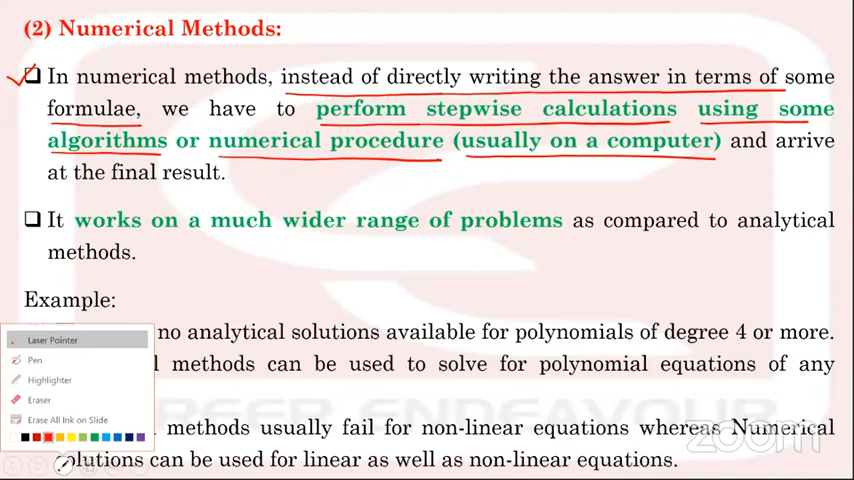 (2) Numerical Methods:
In numerical methods, instead of directly writing the answer in terms of some
formulae, we have to perform stepwise calculations using some
algorithms or numerical procedure (usually on a computer) and arrive
at the final result.
It works on a much wider range of problems as compared to analytical
methods.
Example:
no analytical solutions available for polynomials of degree 4 or more.
methods can be used to solve for polynomial equations of any
methods usually fail for non-linear equations whereas Numerical
solutions can be used for linear as well as non-linear equations.
Laser Pointer
Pen
Highlighter
Eraser
Erase All Ink on Slide
CAREER ENDEAVOUR
zoom